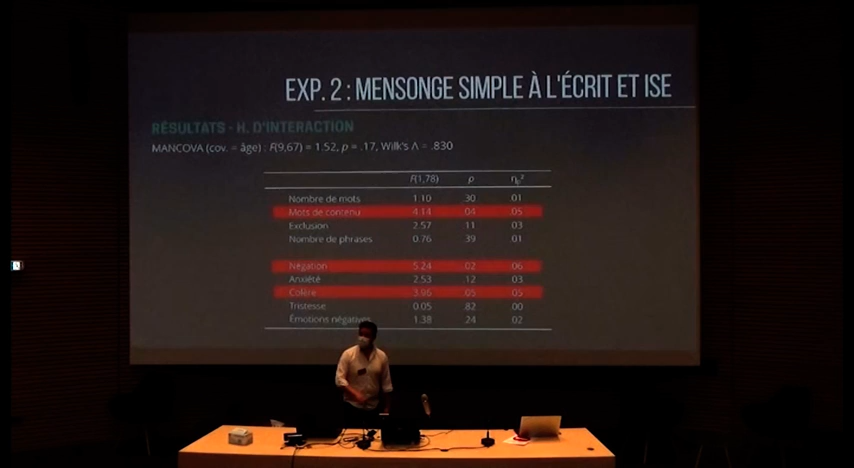 EXP. 2 : MENSONGE SIMPLE À L'ÉCRIT ET ISE
RÉSULTATS - H. D'INTERACTION
MANCOVA (cov. = âge) : F(9,67) = 1.52, p = .17, Wilk's Λ = .830
F(1,78) p ηp²
Nombre de mots 1.10 .30 .01
Mots de contenu 4.14 .04 .05
Exclusion 2.57 .11 .03
Nombre de phrases 0.76 .39 .01
Négation 5.24 .02 .06
Anxiété 2.53 .12 .03
Colère 3.96 .05 .05
Tristesse 0.05 .82 .00
Émotions négatives 1.38 .24 .02